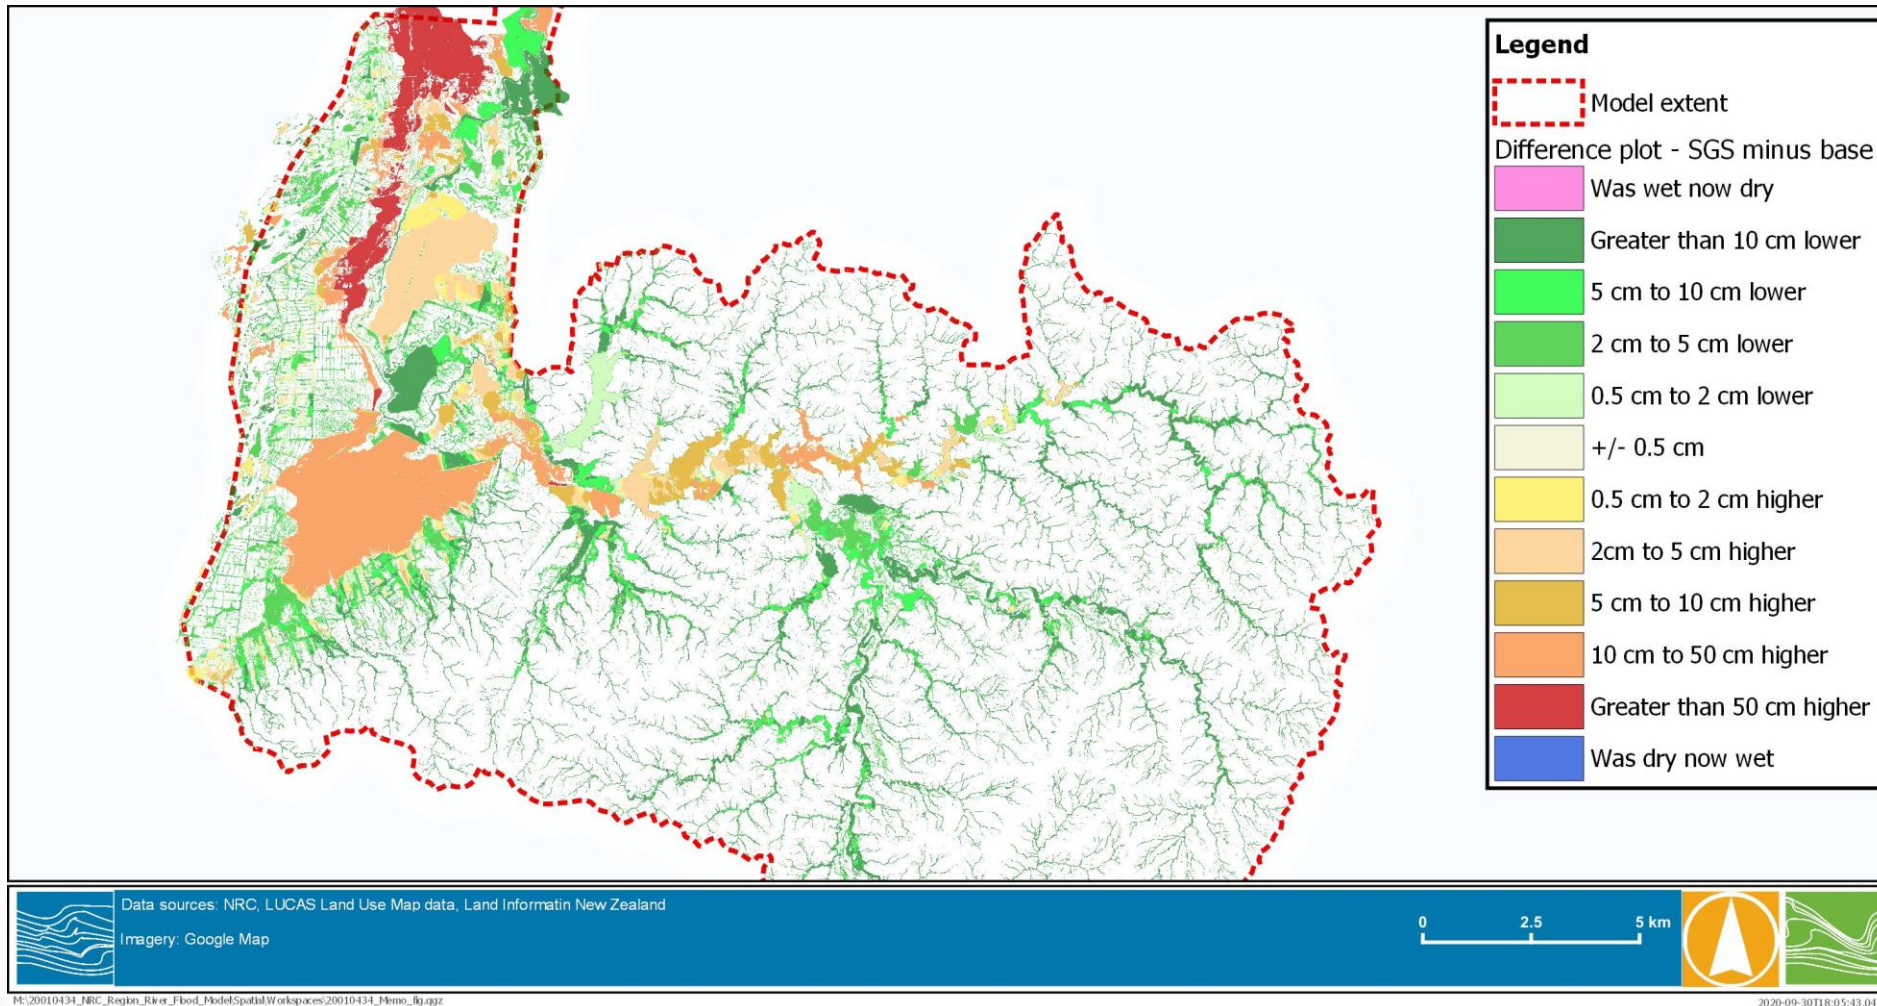 Legend
Model extent
Difference plot - SGS minus base
Was wet now dry
Greater than 10 cm lower
5 cm to 10 cm lower
2 cm to 5 cm lower
0.5 cm to 2 cm lower
+/- 0.5 cm
0.5 cm to 2 cm higher
2cm to 5 cm higher
5 cm to 10 cm higher
10 cm to 50 cm higher
Greater than 50 cm higher
Was dry now wet
Data sources: NRC, LUCAS Land Use Map data, Land Informatin New Zealand
Imagery: Google Map
0 2.5 5 km
M:\20010434_NRC_Region_River_Flood_Model\Spatial\Workspaces\20010434_Memo_fig.qgz
2020-09-30T18:05:43.04